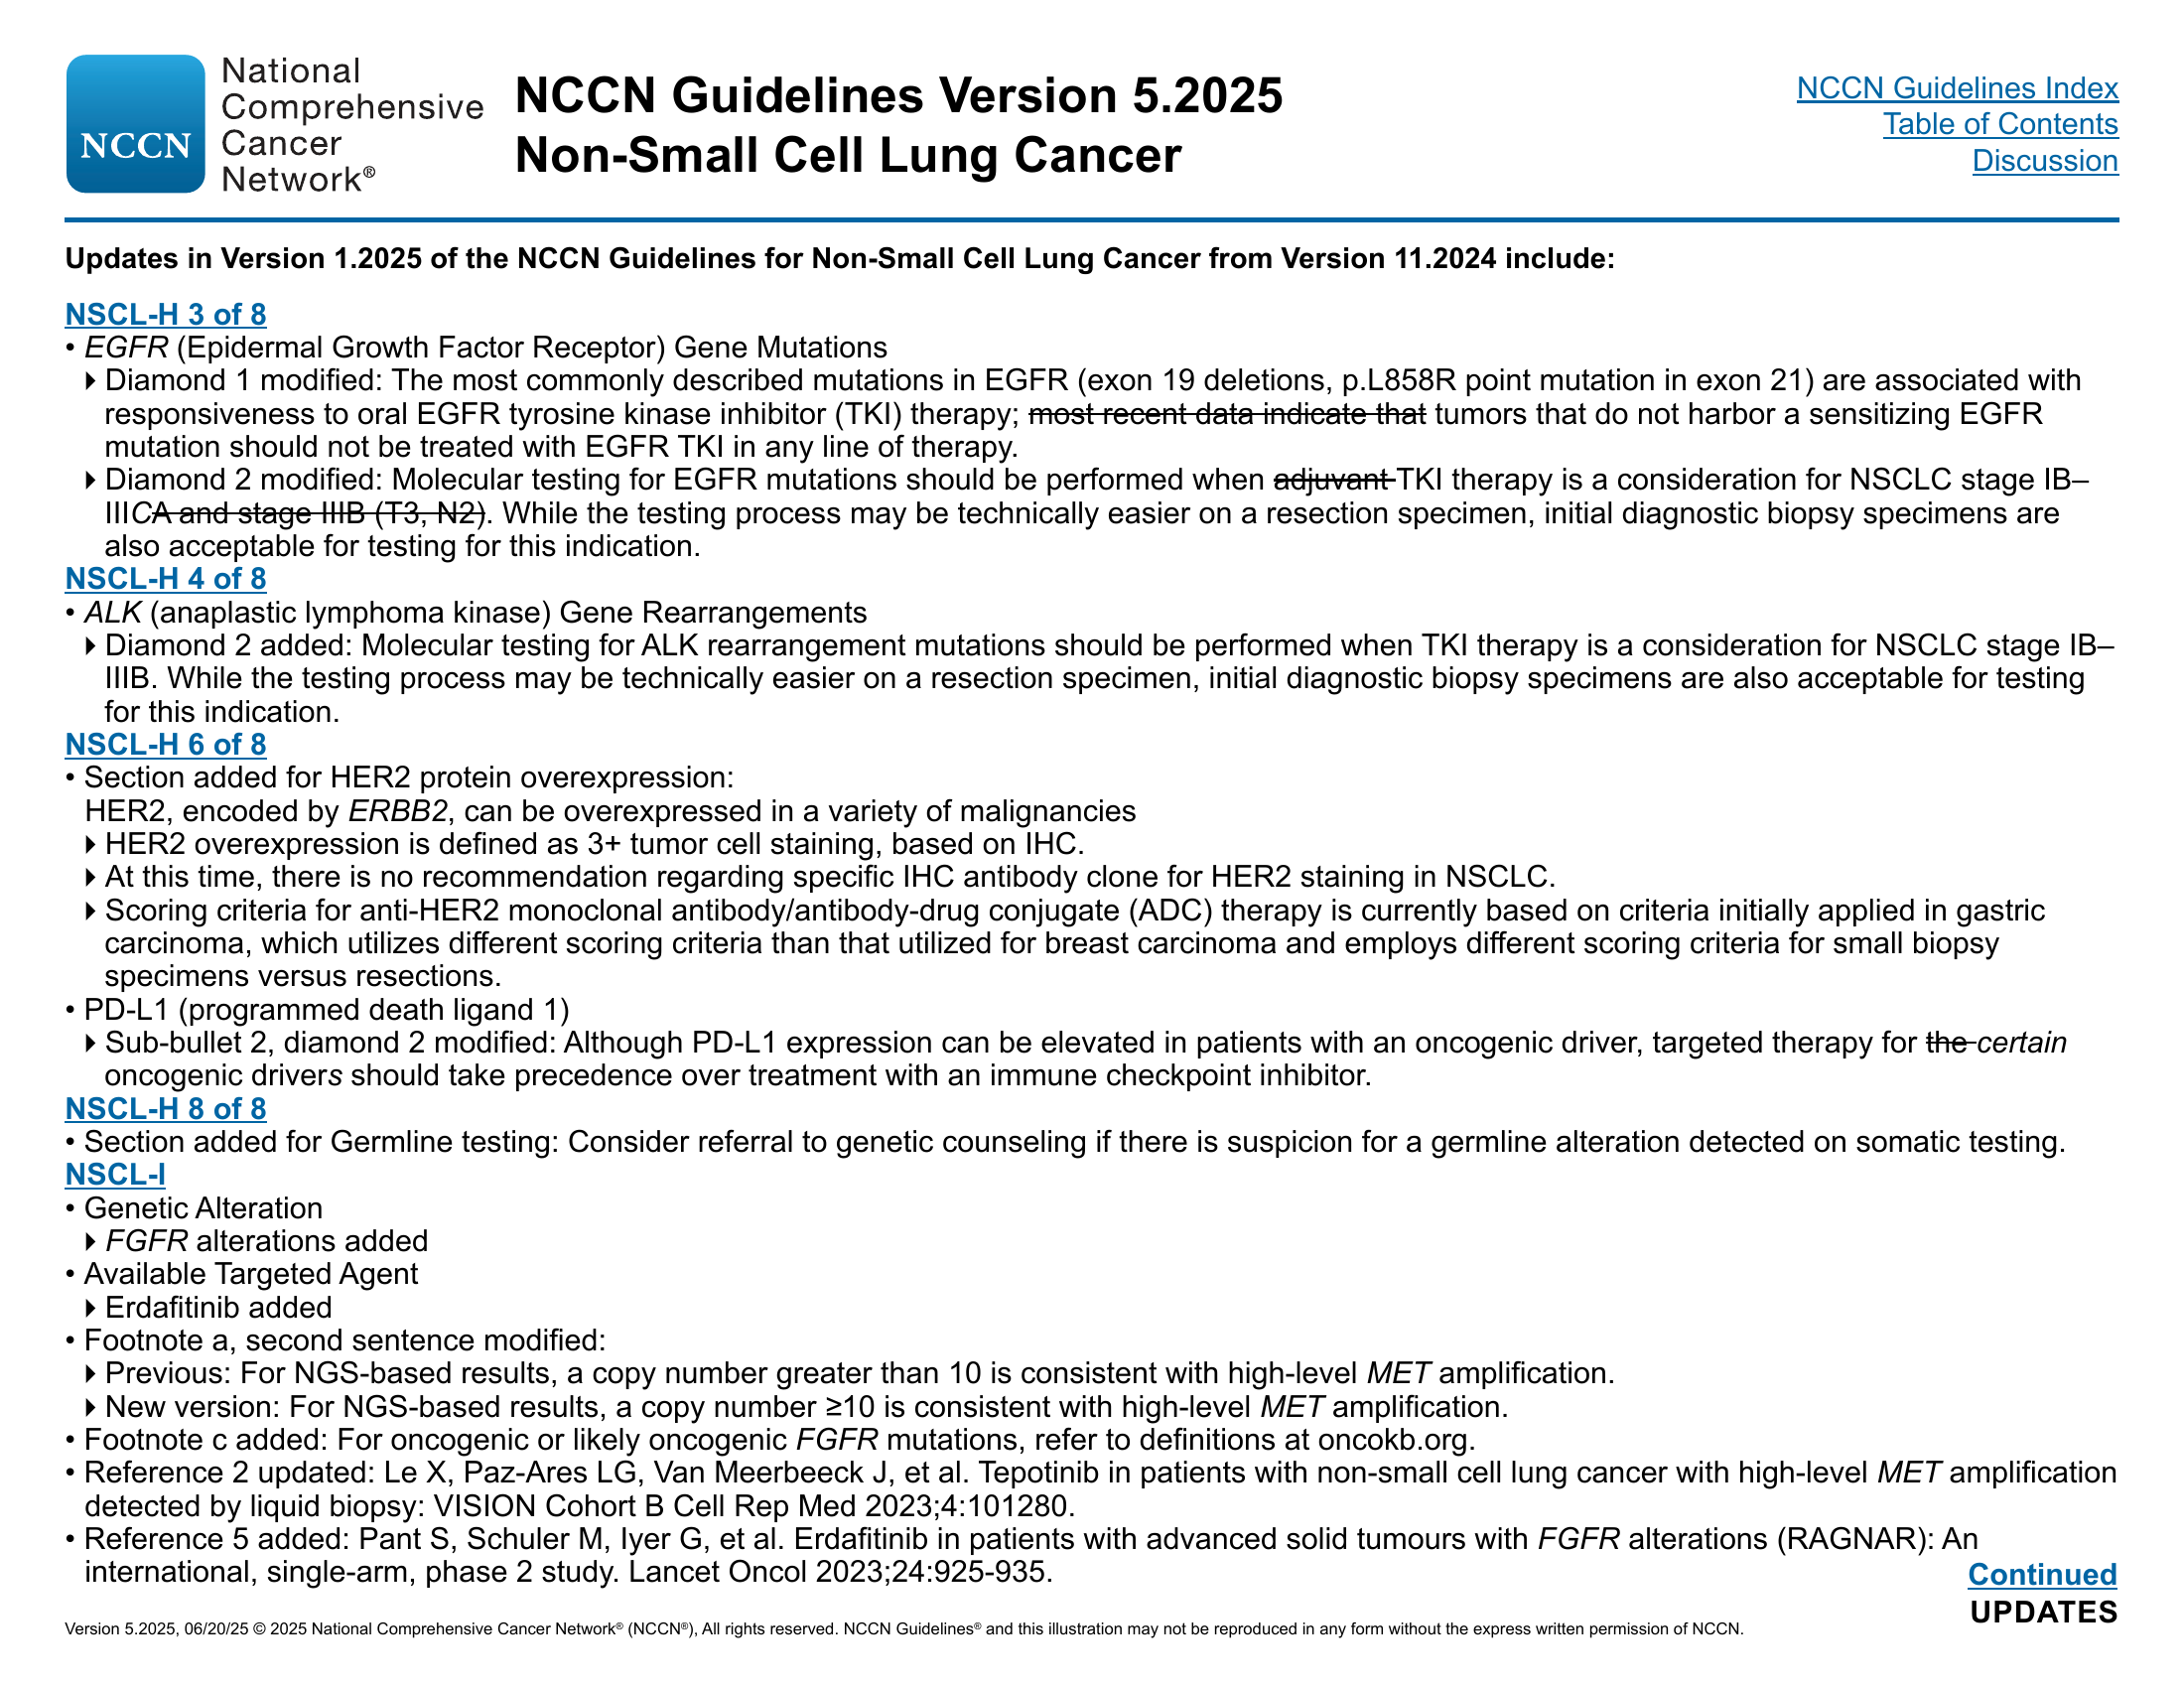 NCCN
National
Comprehensive
Cancer
Network®
NCCN Guidelines Version 5.2025
Non-Small Cell Lung Cancer
NCCN Guidelines Index
Table of Contents
Discussion
Updates in Version 1.2025 of the NCCN Guidelines for Non-Small Cell Lung Cancer from Version 11.2024 include:
NSCL-H 3 of 8
• EGFR (Epidermal Growth Factor Receptor) Gene Mutations
Diamond 1 modified: The most commonly described mutations in EGFR (exon 19 deletions, p.L858R point mutation in exon 21) are associated with
responsiveness to oral EGFR tyrosine kinase inhibitor (TKI) therapy; most recent data indicate that tumors that do not harbor a sensitizing EGFR
mutation should not be treated with EGFR TKI in any line of therapy.
Diamond 2 modified: Molecular testing for EGFR mutations should be performed when adjuvant TKI therapy is a consideration for NSCLC stage IB–
IIICA and stage IIIB (T3, N2). While the testing process may be technically easier on a resection specimen, initial diagnostic biopsy specimens are
also acceptable for testing for this indication.
NSCL-H 4 of 8
• ALK (anaplastic lymphoma kinase) Gene Rearrangements
Diamond 2 added: Molecular testing for ALK rearrangement mutations should be performed when TKI therapy is a consideration for NSCLC stage IB–
IIIB. While the testing process may be technically easier on a resection specimen, initial diagnostic biopsy specimens are also acceptable for testing
for this indication.
NSCL-H 6 of 8
• Section added for HER2 protein overexpression:
HER2, encoded by ERBB2, can be overexpressed in a variety of malignancies
HER2 overexpression is defined as 3+ tumor cell staining, based on IHC.
At this time, there is no recommendation regarding specific IHC antibody clone for HER2 staining in NSCLC.
Scoring criteria for anti-HER2 monoclonal antibody/antibody-drug conjugate (ADC) therapy is currently based on criteria initially applied in gastric
carcinoma, which utilizes different scoring criteria than that utilized for breast carcinoma and employs different scoring criteria for small biopsy
specimens versus resections.
• PD-L1 (programmed death ligand 1)
Sub-bullet 2, diamond 2 modified: Although PD-L1 expression can be elevated in patients with an oncogenic driver, targeted therapy for the certain
oncogenic drivers should take precedence over treatment with an immune checkpoint inhibitor.
NSCL-H 8 of 8
• Section added for Germline testing: Consider referral to genetic counseling if there is suspicion for a germline alteration detected on somatic testing.
NSCL-I
• Genetic Alteration
FGFR alterations added
• Available Targeted Agent
Erdafitinib added
• Footnote a, second sentence modified:
Previous: For NGS-based results, a copy number greater than 10 is consistent with high-level MET amplification.
New version: For NGS-based results, a copy number ≥10 is consistent with high-level MET amplification.
• Footnote c added: For oncogenic or likely oncogenic FGFR mutations, refer to definitions at oncokb.org.
• Reference 2 updated: Le X, Paz-Ares LG, Van Meerbeeck J, et al. Tepotinib in patients with non-small cell lung cancer with high-level MET amplification
detected by liquid biopsy: VISION Cohort B Cell Rep Med 2023;4:101280.
• Reference 5 added: Pant S, Schuler M, Iyer G, et al. Erdafitinib in patients with advanced solid tumours with FGFR alterations (RAGNAR): An
international, single-arm, phase 2 study. Lancet Oncol 2023;24:925-935.
Continued
UPDATES
Version 5.2025, 06/20/25 © 2025 National Comprehensive Cancer Network® (NCCN®), All rights reserved. NCCN Guidelines® and this illustration may not be reproduced in any form without the express written permission of NCCN.